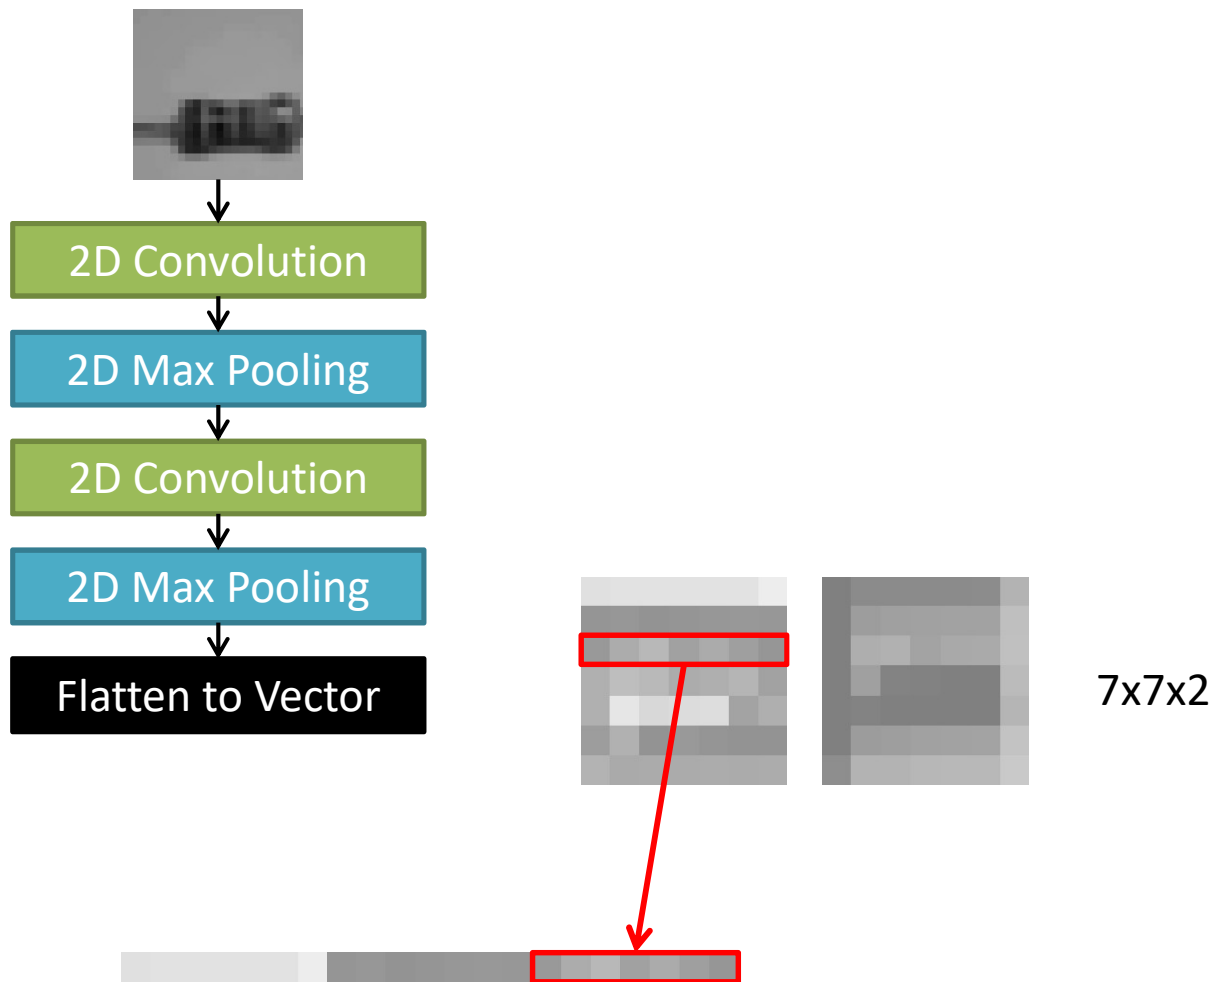 2D Convolution
2D Max Pooling
2D Convolution
2D Max Pooling
Flatten to Vector
7x7x2